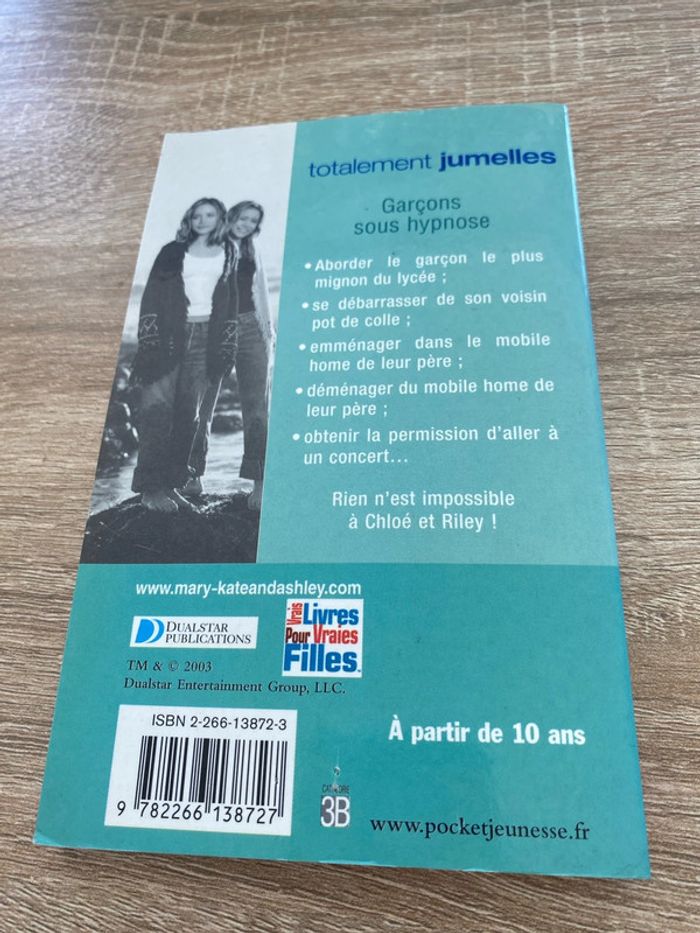 totalement jumelles
Garçons
sous hypnose
• Aborder le garçon le plus
mignon du lycée ;
• se débarrasser de son voisin
pot de colle ;
• emménager dans le mobile
home de leur père ;
• déménager du mobile home de
leur père ;
• obtenir la permission d'aller à
un concert...
Rien n'est impossible
à Chloé et Riley !
www.mary-kateandashley.com
DUALSTAR
PUBLICATIONS
Vrais Livres
Pour Vraies
Filles
TM & © 2003
Dualstar Entertainment Group, LLC.
ISBN 2-266-13872-3
9 782266 138727
À partir de 10 ans
CATÉGORIE
3B
www.pocketjeunesse.fr